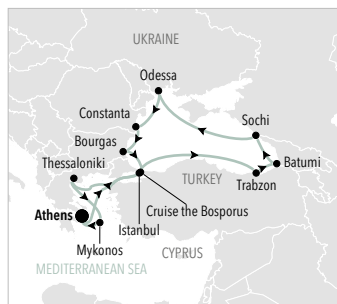 UKRAINE
Odessa
Constanta
Sochi
Bourgas
Thessaloniki
Batumi
TURKEY
Trabzon
Athens
Cruise the Bosporus
Istanbul
Mykonos
CYPRUS
MEDITERRANEAN SEA